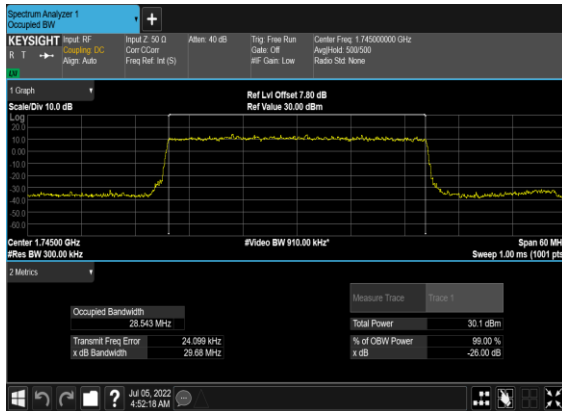 Spectrum Analyzer 1
Occupied BW
+
KEYSIGHT Input: RF Input Z: 50 Ω Atten: 40 dB Trig: Free Run Center Freq: 1.745000000 GHz
R T Coupling: DC Corr CCorr Gate: Off Avg|Hold: 500/500
Align: Auto Freq Ref: Int (S) #IF Gain: Low Radio Std: None
1 Graph
Ref Lvl Offset 7.80 dB
Scale/Div 10.0 dB Ref Value 30.00 dBm
Log
20.0
10.0
0.00
-10.0
-20.0
-30.0
-40.0
-50.0
-60.0
Center 1.74500 GHz #Video BW 910.00 kHz* Span 60 MH
#Res BW 300.00 kHz Sweep 1.00 ms (1001 pts
2 Metrics
Measure Trace Trace 1
Occupied Bandwidth
28.543 MHz Total Power 30.1 dBm
Transmit Freq Error 24.099 kHz % of OBW Power 99.00 %
x dB Bandwidth 29.68 MHz x dB -26.00 dB
? Jul 05, 2022
4:52:18 AM